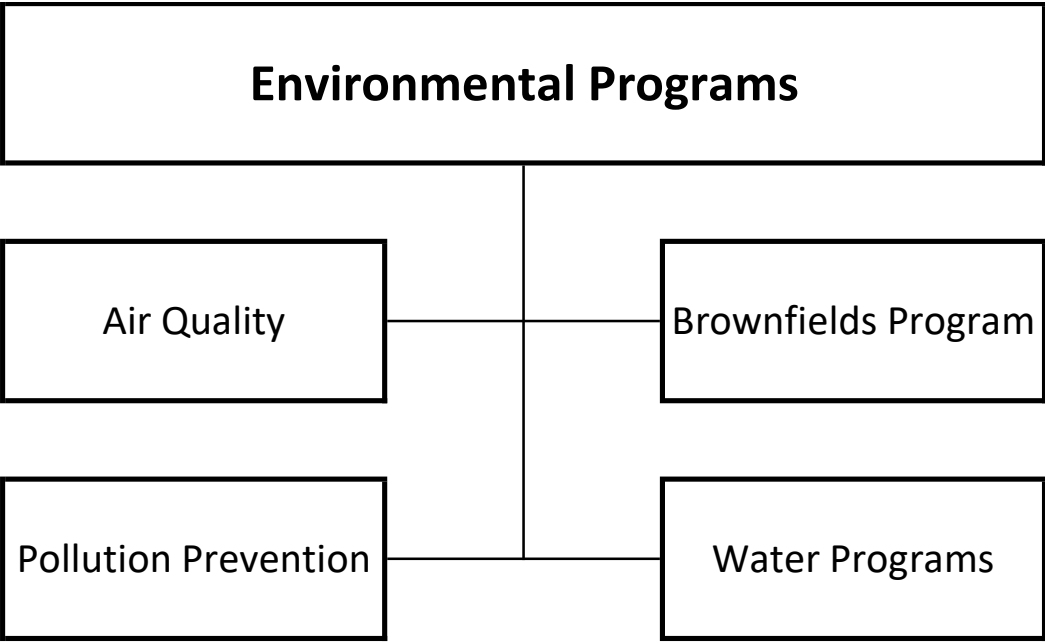 Environmental Programs
Air Quality
Brownfields Program
Pollution Prevention
Water Programs